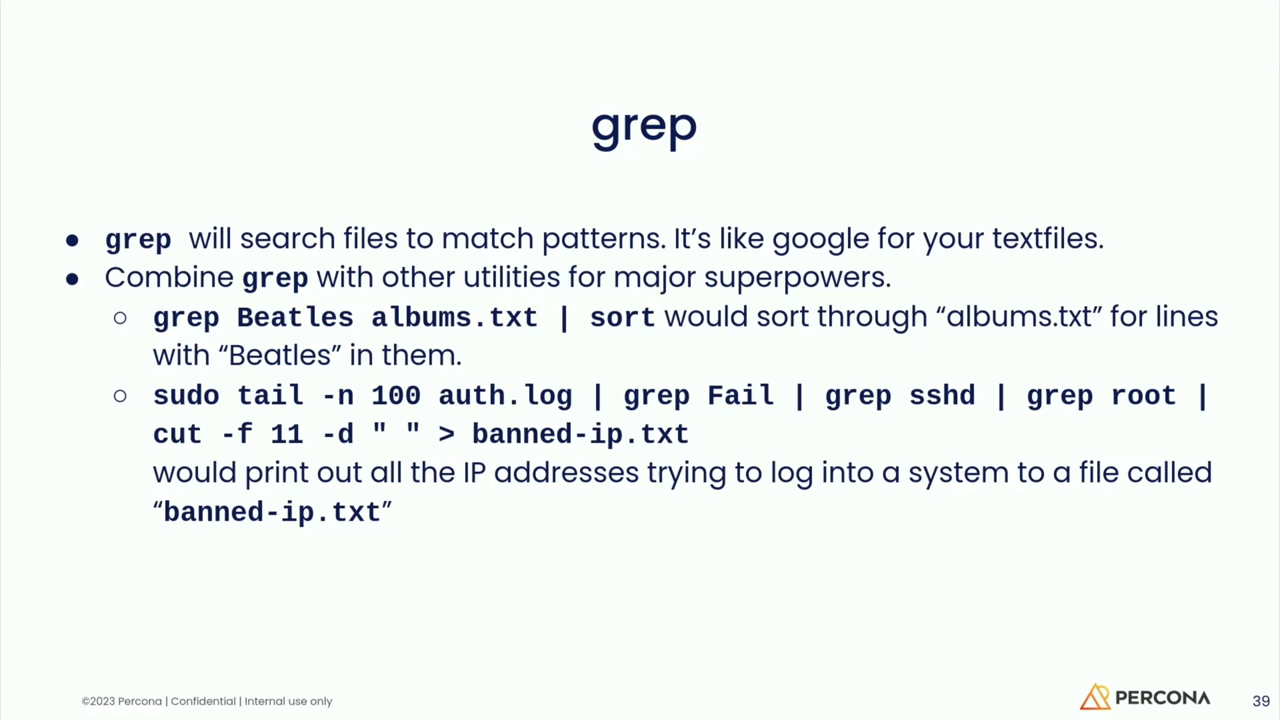 grep
● grep will search files to match patterns. It’s like google for your textfiles.
● Combine grep with other utilities for major superpowers.
○ grep Beatles albums.txt | sort would sort through “albums.txt” for lines
with “Beatles” in them.
○ sudo tail -n 100 auth.log | grep Fail | grep sshd | grep root |
cut -f 11 -d " " > banned-ip.txt
would print out all the IP addresses trying to log into a system to a file called
“banned-ip.txt”
©2023 Percona | Confidential | Internal use only
PERCONA
39